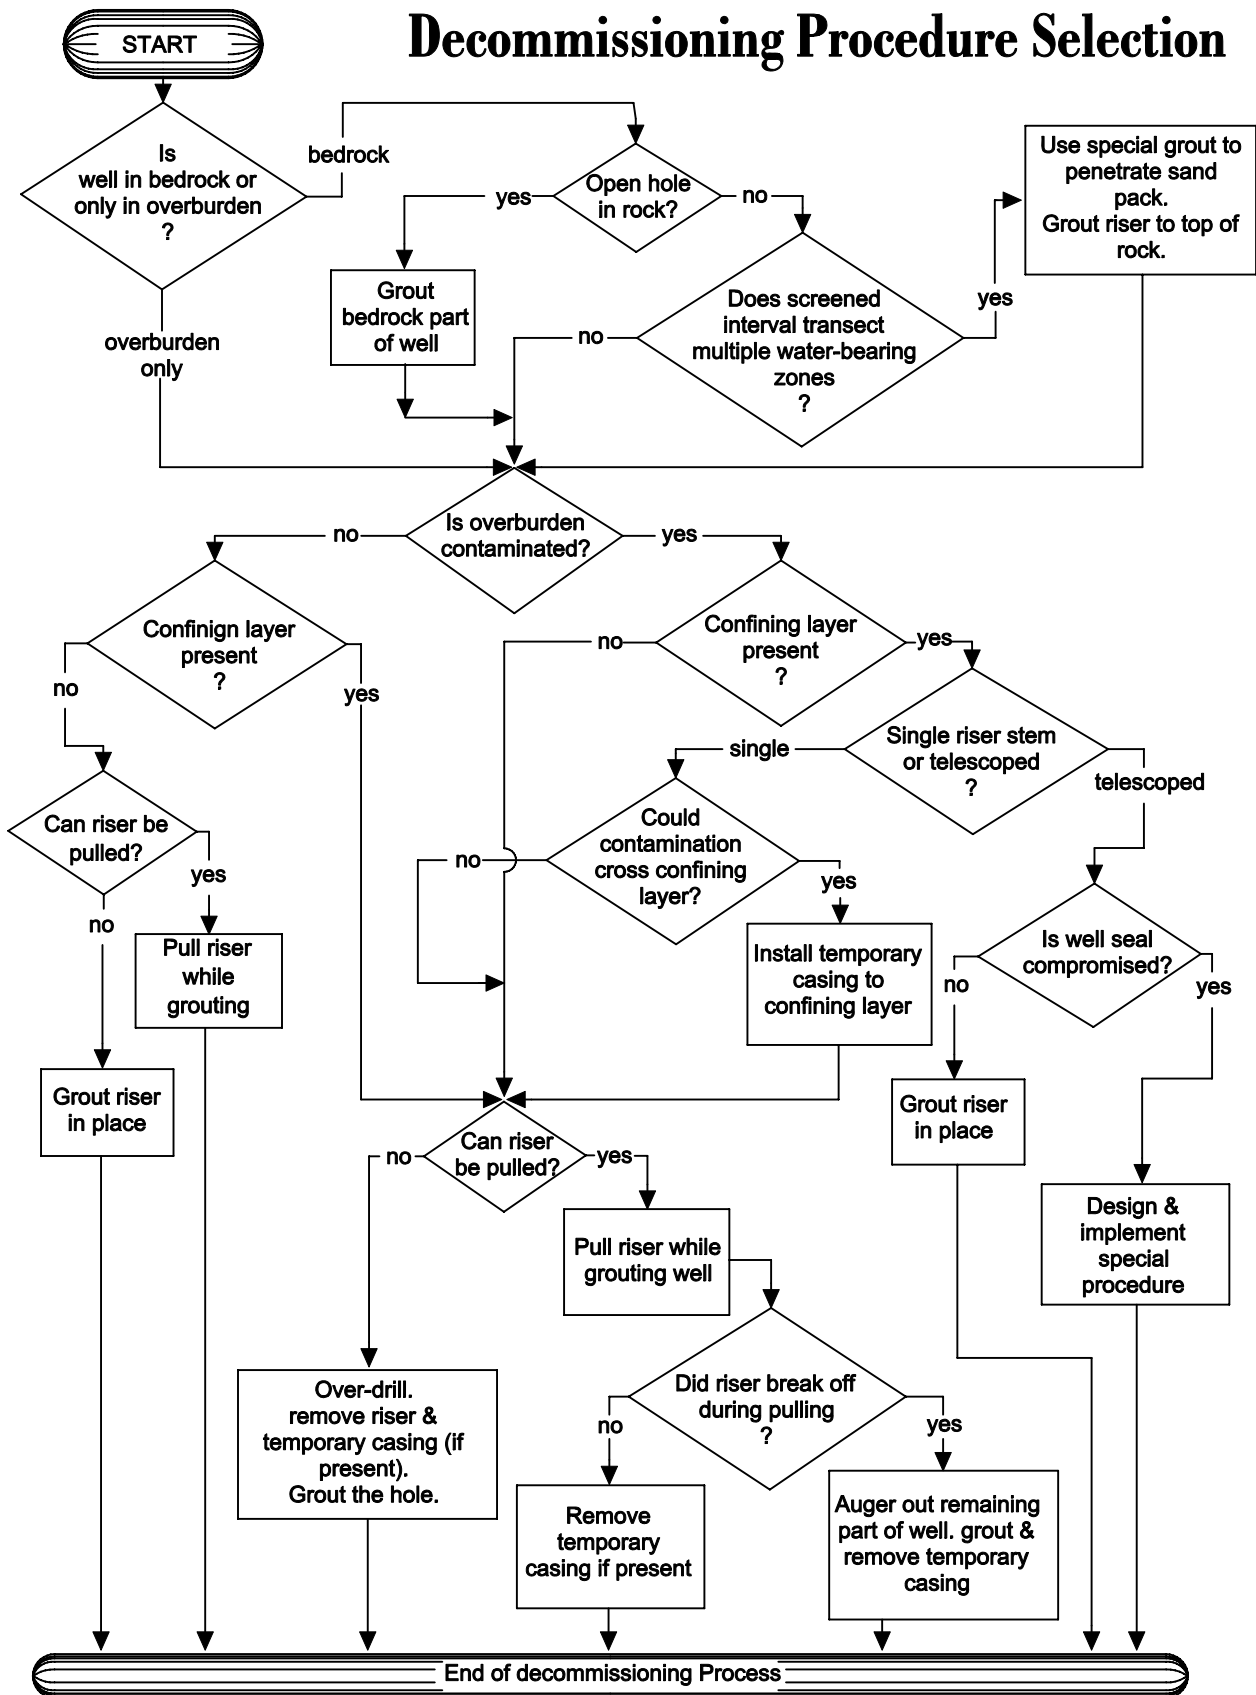 Decommissioning Procedure Selection
START
Is
well in bedrock or
only in overburden
?
bedrock
overburden
only
Open hole
in rock?
yes
no
Grout
bedrock part
of well
Does screened
interval transect
multiple water-bearing
zones
?
no
yes
Use special grout to
penetrate sand
pack.
Grout riser to top of
rock.
Is overburden
contaminated?
no
yes
Confinign layer
present
?
no
yes
Confining layer
present
?
no
yes
Can riser be
pulled?
yes
no
Pull riser
while
grouting
Grout riser
in place
Single riser stem
or telescoped
?
single
telescoped
Could
contamination
cross confining
layer?
no
yes
Install temporary
casing to
confining layer
Is well seal
compromised?
no
yes
Grout riser
in place
Design &
implement
special
procedure
Can riser
be pulled?
no
yes
Pull riser while
grouting well
Over-drill.
remove riser &
temporary casing (if
present).
Grout the hole.
Did riser break off
during pulling
?
no
yes
Remove
temporary
casing if present
Auger out remaining
part of well. grout &
remove temporary
casing
End of decommissioning Process